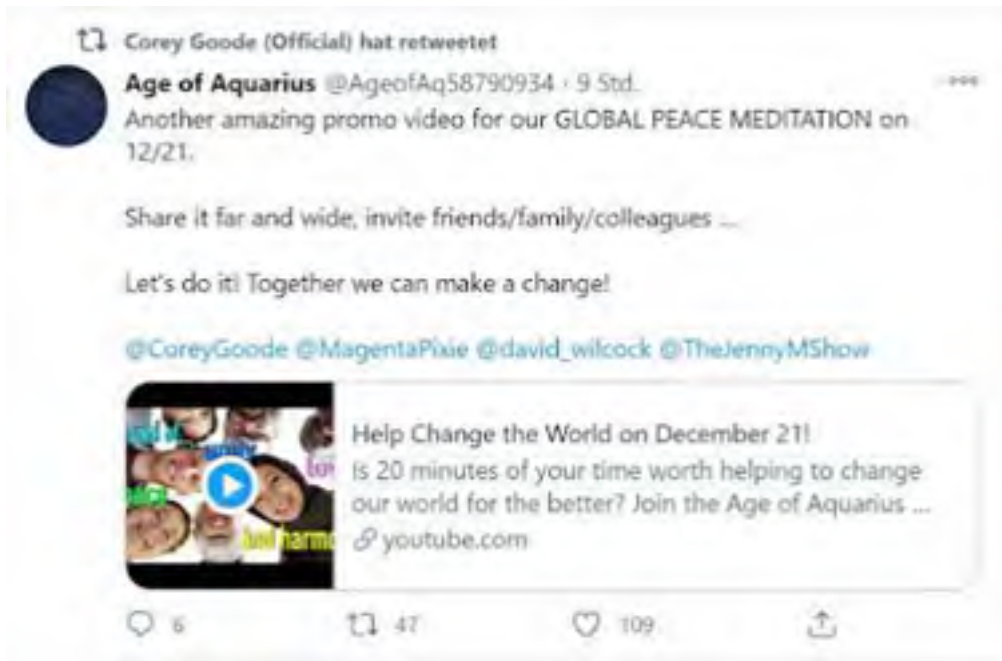 Corey Goode (Official) hat retweetet
Age of Aquarius @AgeofAq58790934 · 9 Std.
Another amazing promo video for our GLOBAL PEACE MEDITATION on
12/21.
Share it far and wide, invite friends/family/colleagues ...
Let's do it! Together we can make a change!
@CoreyGoode @MagentaPixie @david_wilcock @TheJennyMShow
Help Change the World on December 21!
Is 20 minutes of your time worth helping to change
our world for the better? Join the Age of Aquarius ...
youtube.com
and harmo
6 47 109